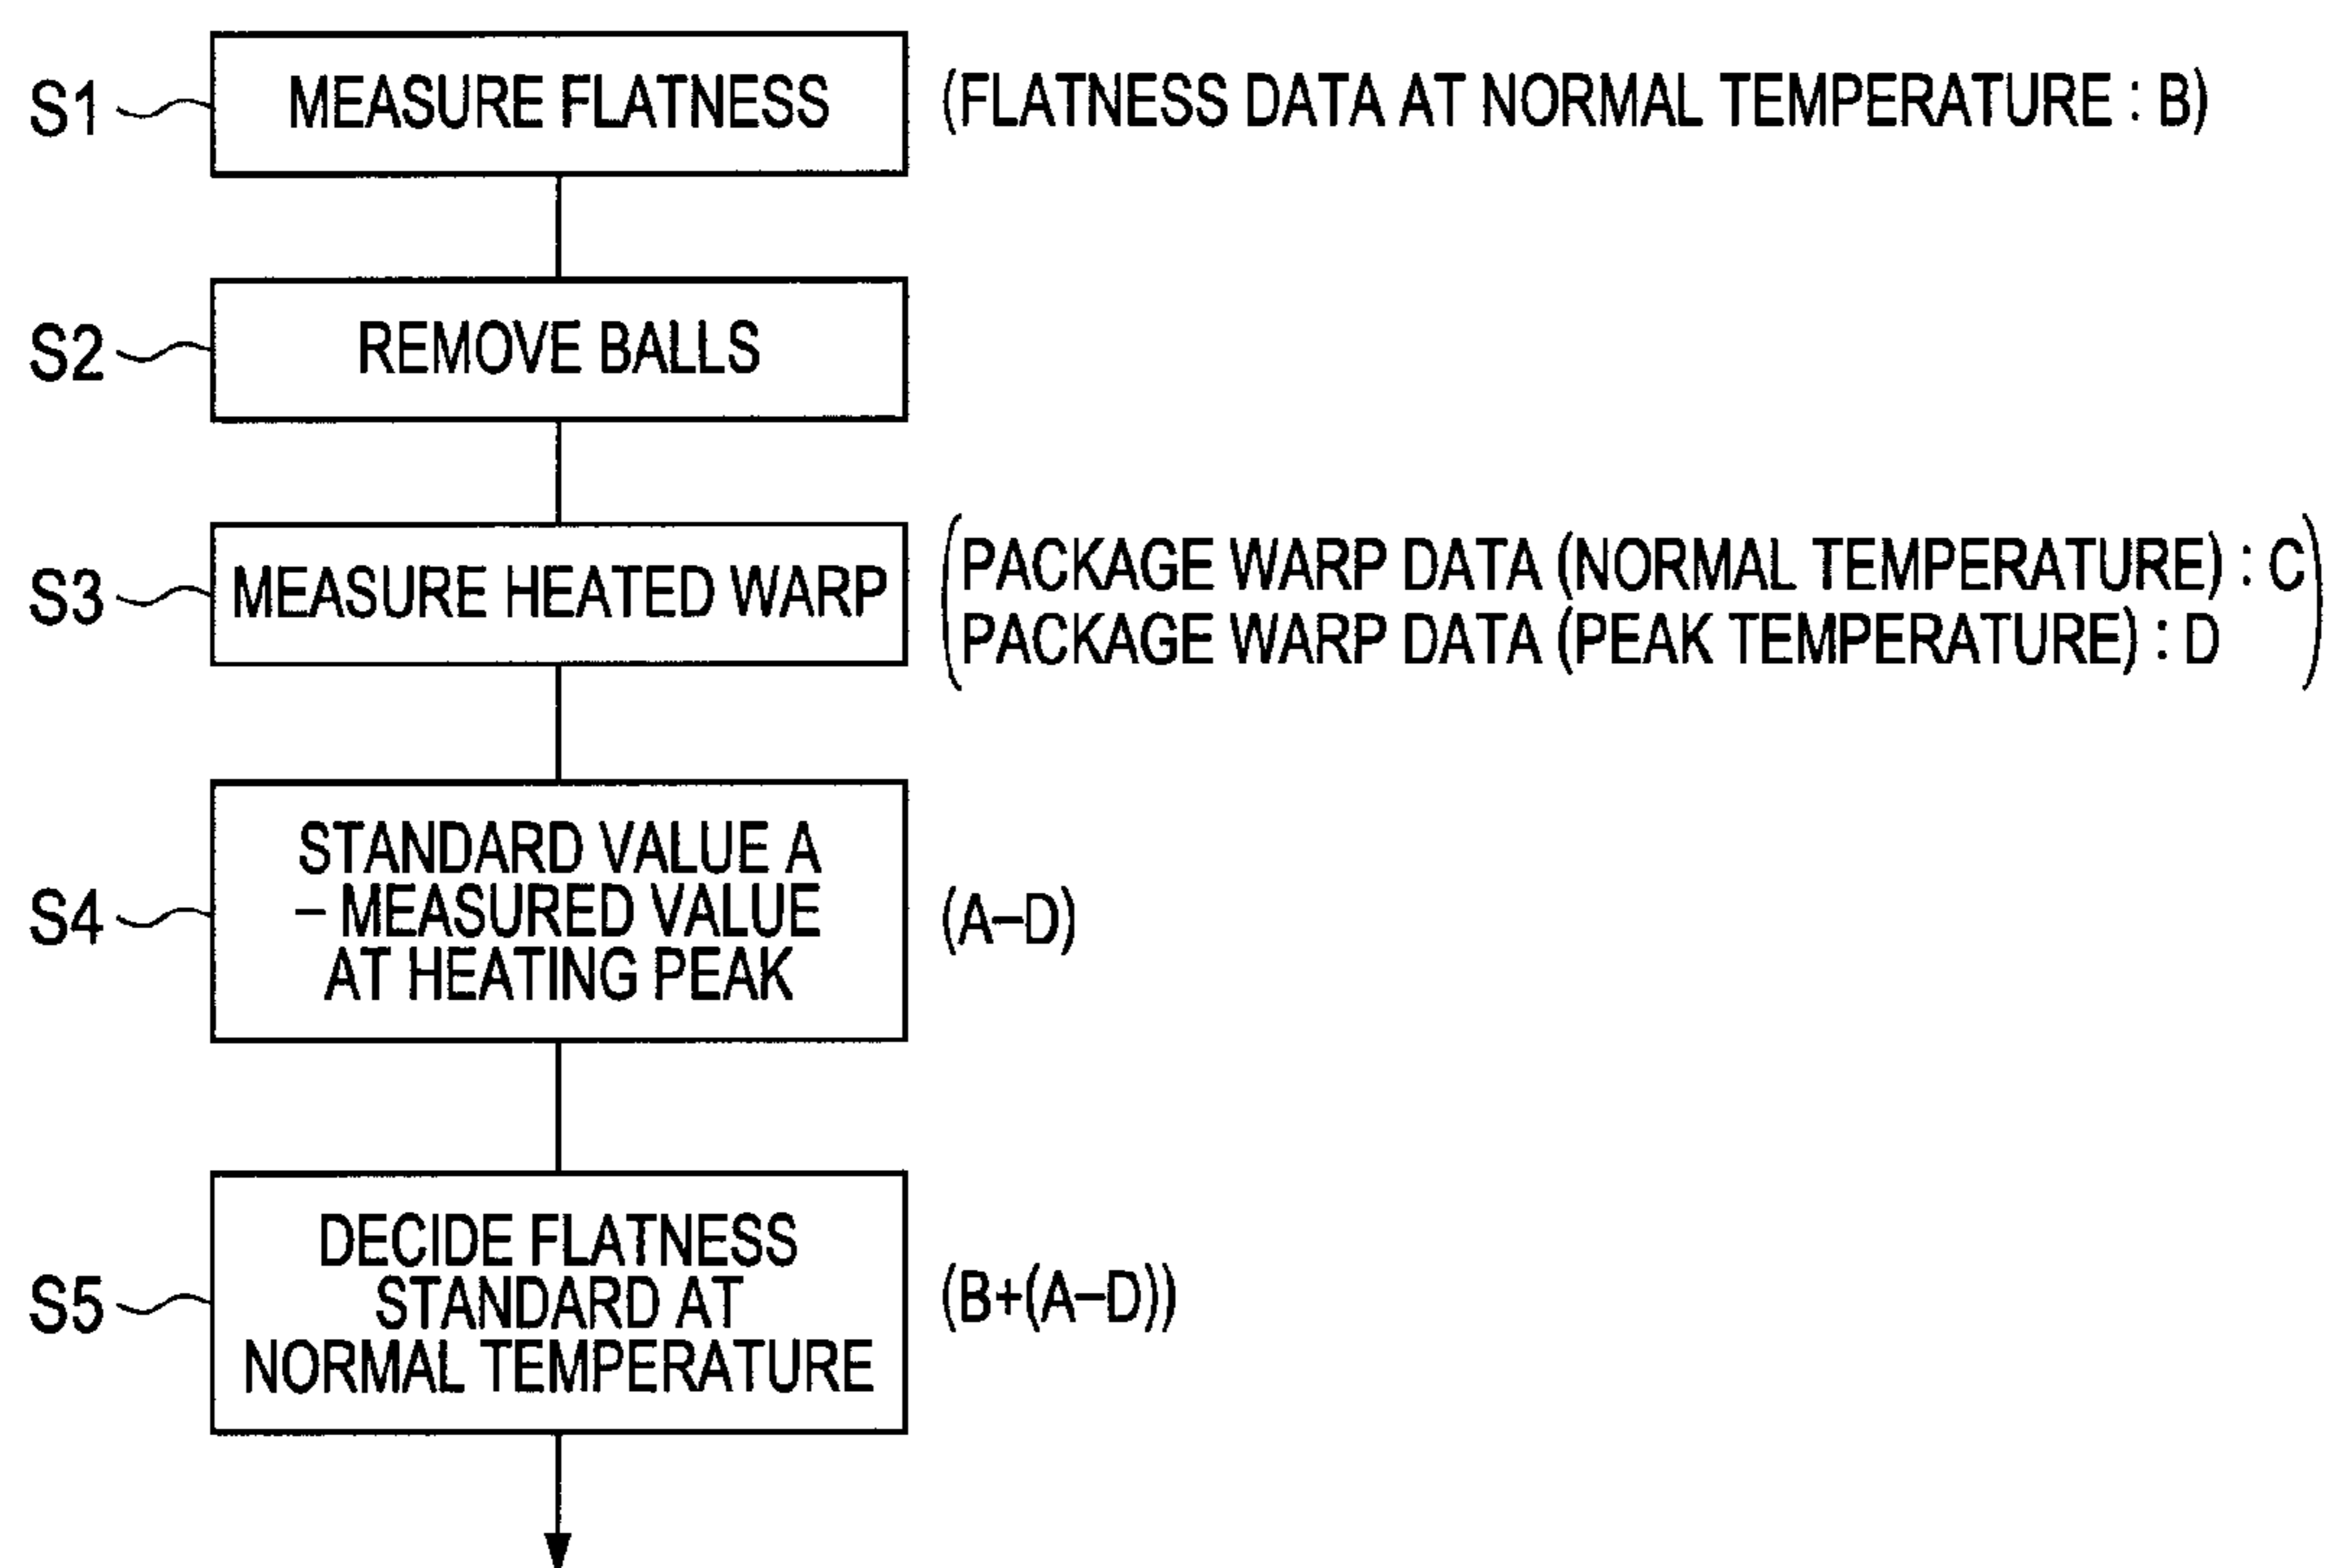 S1
MEASURE FLATNESS
(FLATNESS DATA AT NORMAL TEMPERATURE : B)
S2
REMOVE BALLS
S3
MEASURE HEATED WARP
(PACKAGE WARP DATA (NORMAL TEMPERATURE) : C
PACKAGE WARP DATA (PEAK TEMPERATURE) : D)
S4
STANDARD VALUE A
– MEASURED VALUE
AT HEATING PEAK
(A–D)
S5
DECIDE FLATNESS
STANDARD AT
NORMAL TEMPERATURE
(B+(A–D))